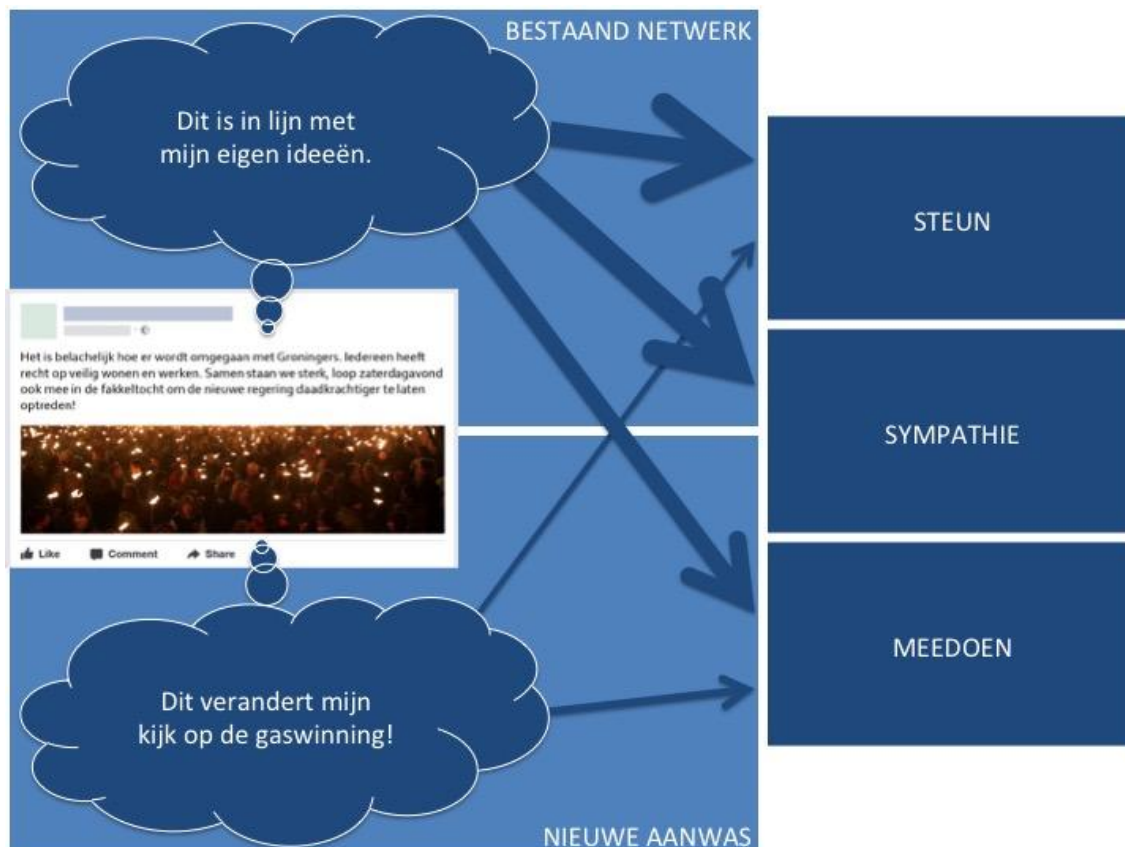 BESTAAND NETWERK
Dit is in lijn met
mijn eigen ideeën.
Het is belachelijk hoe er wordt omgegaan met Groningers. Iedereen heeft
recht op veilig wonen en werken. Samen staan we sterk, loop zaterdagavond
ook mee in de fakkeltocht om de nieuwe regering daadkrachtiger te laten
optreden!
Like Comment Share
Dit verandert mijn
kijk op de gaswinning!
NIEUWE AANWAS
STEUN
SYMPATHIE
MEEDOEN